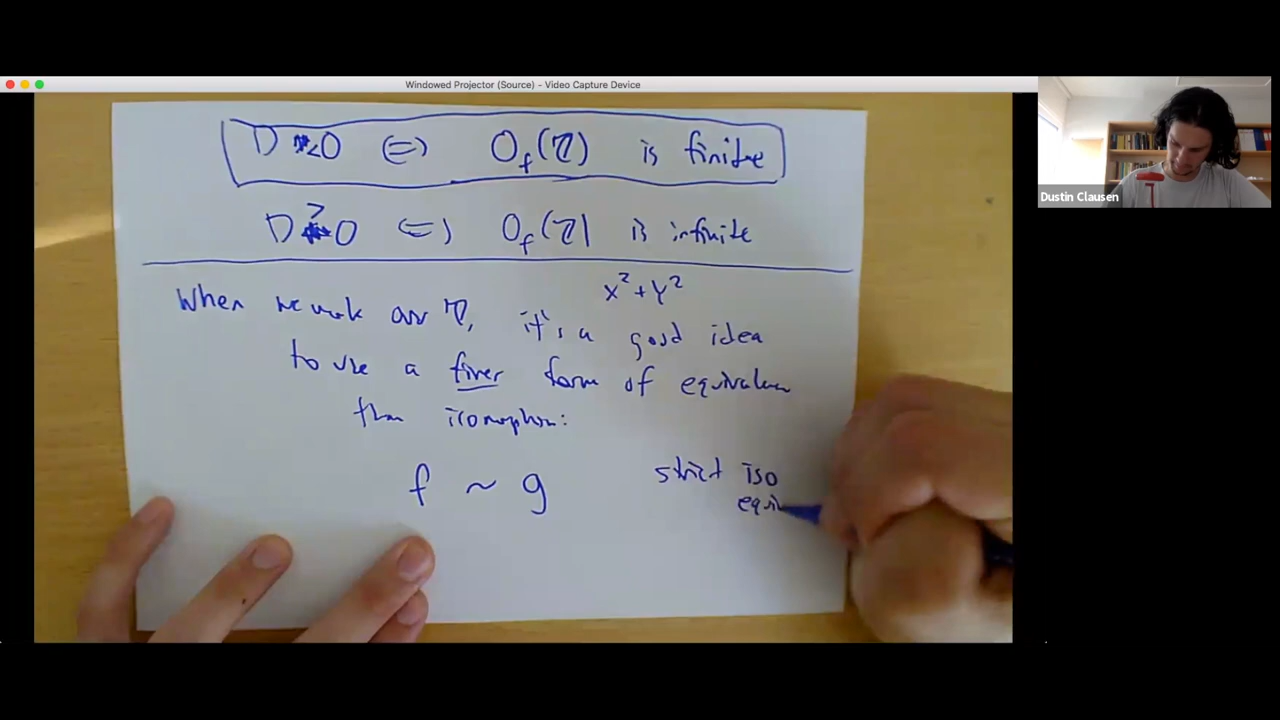 Windowed Projector (Source) - Video Capture Device
Dustin Clausen
D < 0 ⟺ O_f(ℤ) is finite
D > 0 ⟺ O_f(ℤ) is infinite
x² + y²
When we work over ℤ, it's a good idea
to use a finer form of equivalence
than isomorphism:
f ~ g
strict iso
equiv